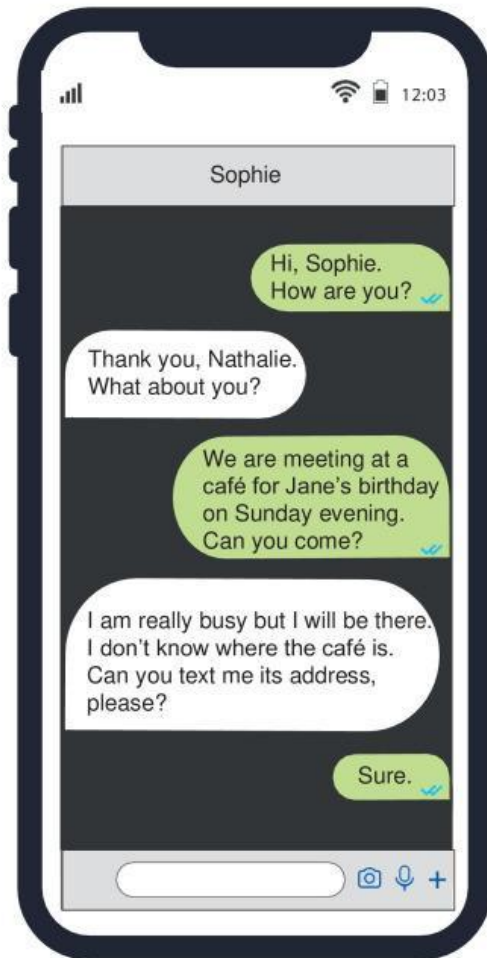 12:03
Sophie
Hi, Sophie.
How are you?
Thank you, Nathalie.
What about you?
We are meeting at a
café for Jane's birthday
on Sunday evening.
Can you come?
I am really busy but I will be there.
I don't know where the café is.
Can you text me its address,
please?
Sure.